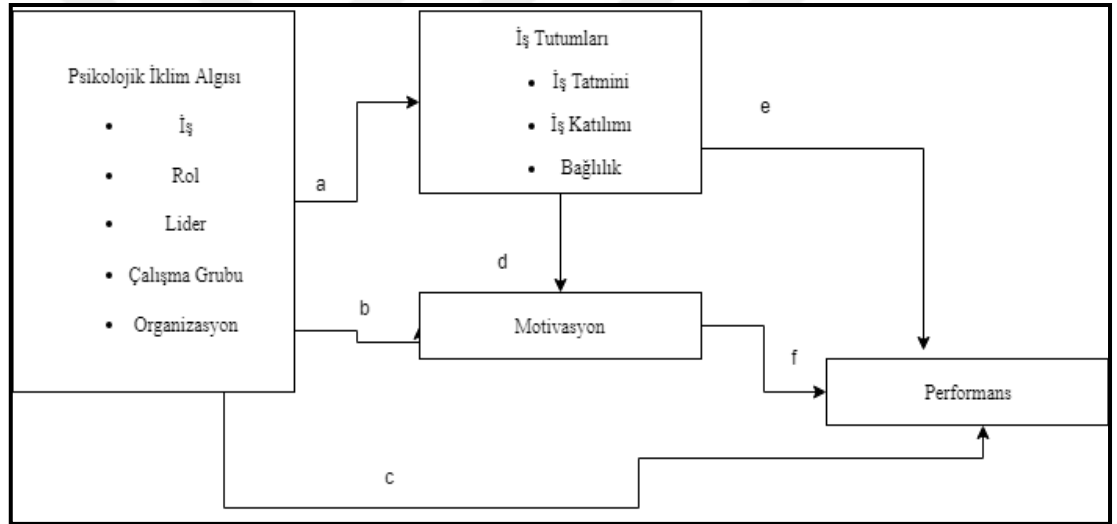 Psikolojik İklim Algısı
• İş
• Rol
• Lider
• Çalışma Grubu
• Organizasyon
a
b
c
İş Tutumları
• İş Tatmini
• İş Katılımı
• Bağlılık
d
e
Motivasyon
f
Performans